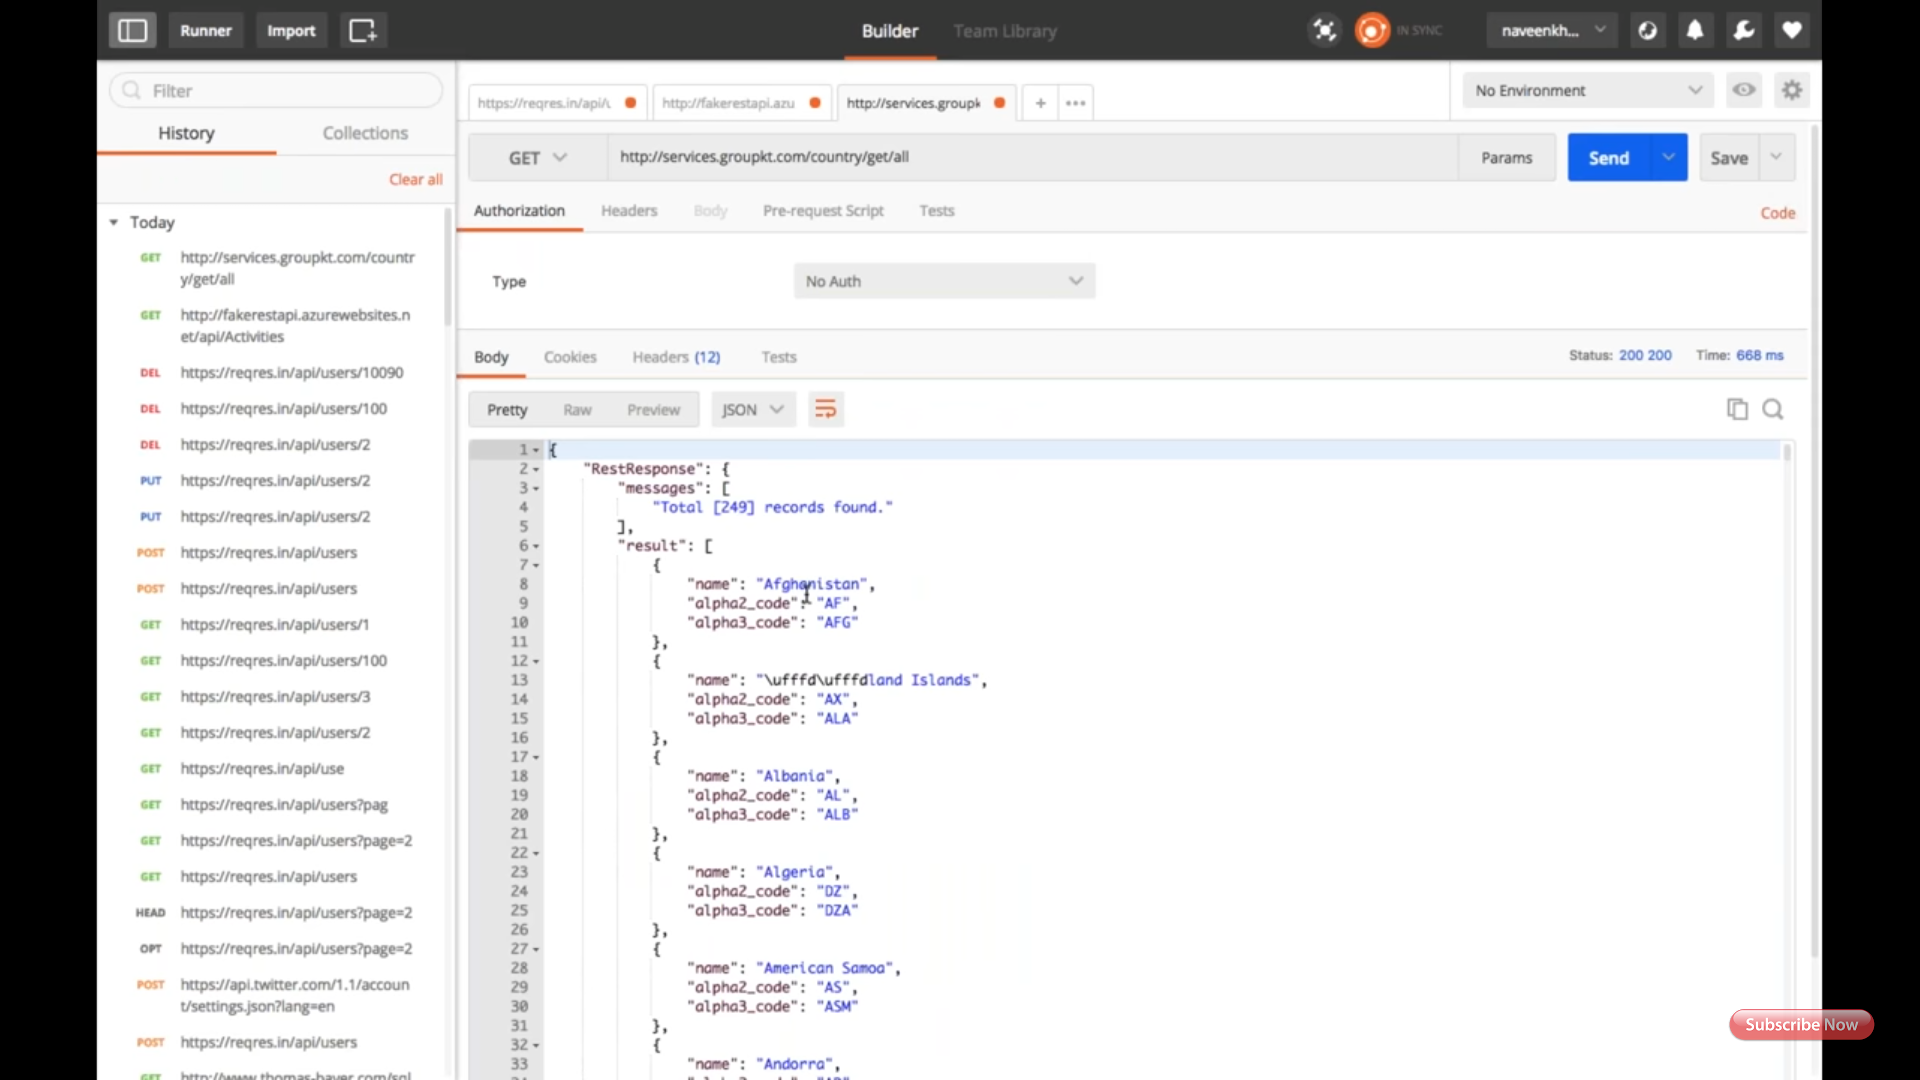 Runner
Import
Builder
Team Library
IN SYNC
naveenkh...
Filter
History
Collections
Clear all
Today
GET http://services.groupkt.com/countr
y/get/all
GET http://fakerestapi.azurewebsites.n
et/api/Activities
DEL https://reqres.in/api/users/10090
DEL https://reqres.in/api/users/100
DEL https://reqres.in/api/users/2
PUT https://reqres.in/api/users/2
PUT https://reqres.in/api/users/2
POST https://reqres.in/api/users
POST https://reqres.in/api/users
GET https://reqres.in/api/users/1
GET https://reqres.in/api/users/100
GET https://reqres.in/api/users/3
GET https://reqres.in/api/users/2
GET https://reqres.in/api/use
GET https://reqres.in/api/users?pag
GET https://reqres.in/api/users?page=2
GET https://reqres.in/api/users
HEAD https://reqres.in/api/users?page=2
OPT https://reqres.in/api/users?page=2
POST https://api.twitter.com/1.1/accoun
t/settings.json?lang=en
POST https://reqres.in/api/users
GET http://www.thomas-bayer.com/sql
https://reqres.in/api/
http://fakerestapi.azu
http://services.group
No Environment
GET
http://services.groupkt.com/country/get/all
Params
Send
Save
Authorization
Headers
Body
Pre-request Script
Tests
Code
Type
No Auth
Body
Cookies
Headers (12)
Tests
Status: 200 200
Time: 668 ms
Pretty
Raw
Preview
JSON
1 {
2 "RestResponse": {
3 "messages": [
4 "Total [249] records found."
5 ],
6 "result": [
7 {
8 "name": "Afghanistan",
9 "alpha2_code": "AF",
10 "alpha3_code": "AFG"
11 },
12 {
13 "name": "\ufffd\ufffdland Islands",
14 "alpha2_code": "AX",
15 "alpha3_code": "ALA"
16 },
17 {
18 "name": "Albania",
19 "alpha2_code": "AL",
20 "alpha3_code": "ALB"
21 },
22 {
23 "name": "Algeria",
24 "alpha2_code": "DZ",
25 "alpha3_code": "DZA"
26 },
27 {
28 "name": "American Samoa",
29 "alpha2_code": "AS",
30 "alpha3_code": "ASM"
31 },
32 {
33 "name": "Andorra",
Subscribe Now